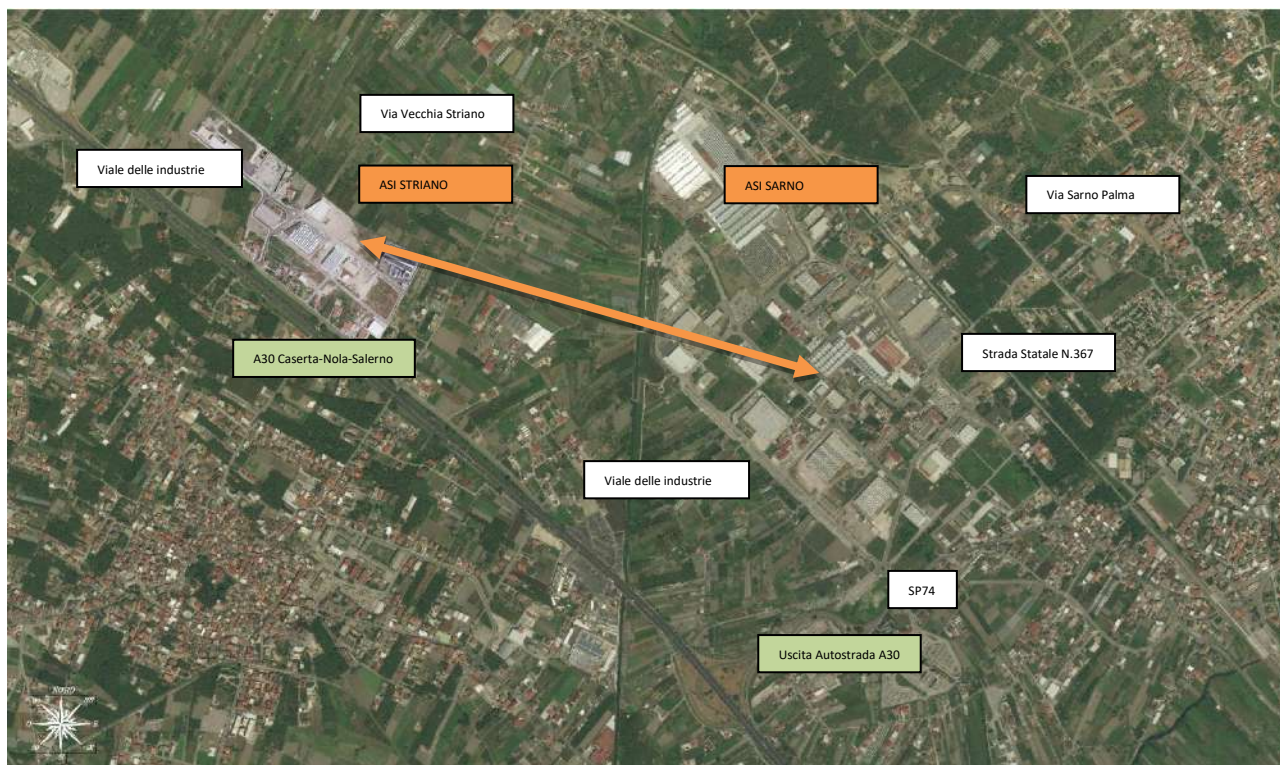 Via Vecchia Striano
Viale delle industrie
ASI STRIANO
ASI SARNO
Via Sarno Palma
A30 Caserta-Nola-Salerno
Strada Statale N.367
Viale delle industrie
SP74
Uscita Autostrada A30